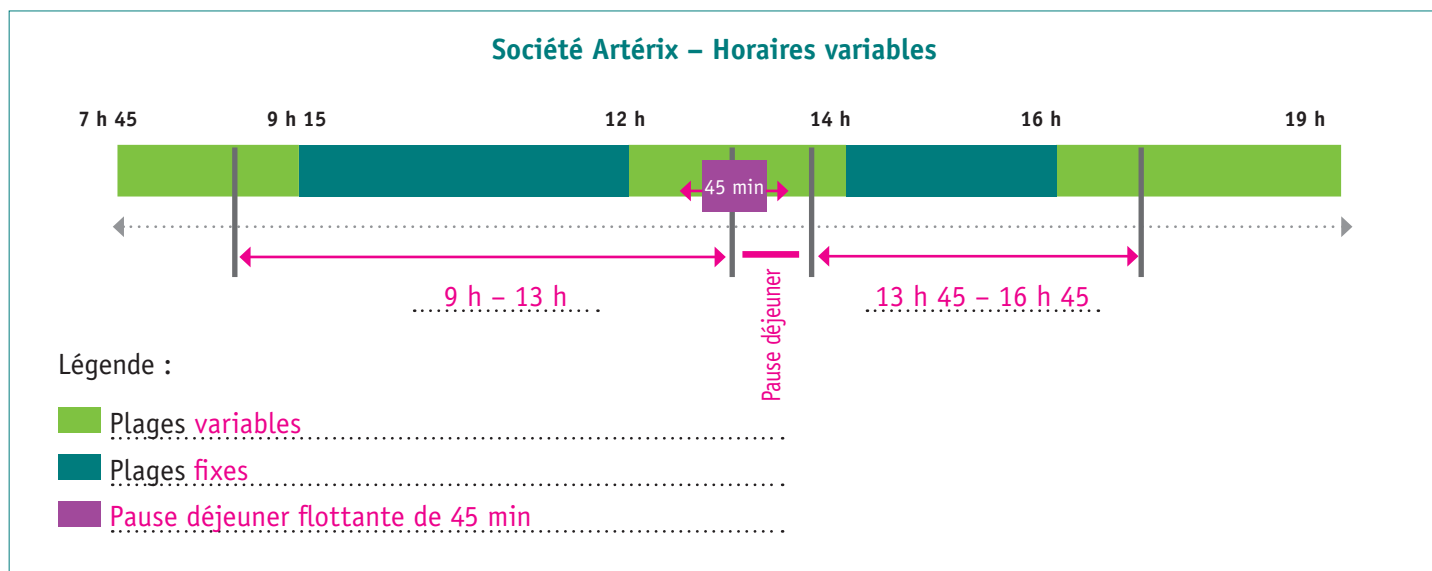 Société Artérix – Horaires variables
7 h 45 9 h 15 12 h 14 h 16 h 19 h
45 min
9 h – 13 h
Pause déjeuner
13 h 45 – 16 h 45
Légende :
Plages variables
Plages fixes
Pause déjeuner flottante de 45 min